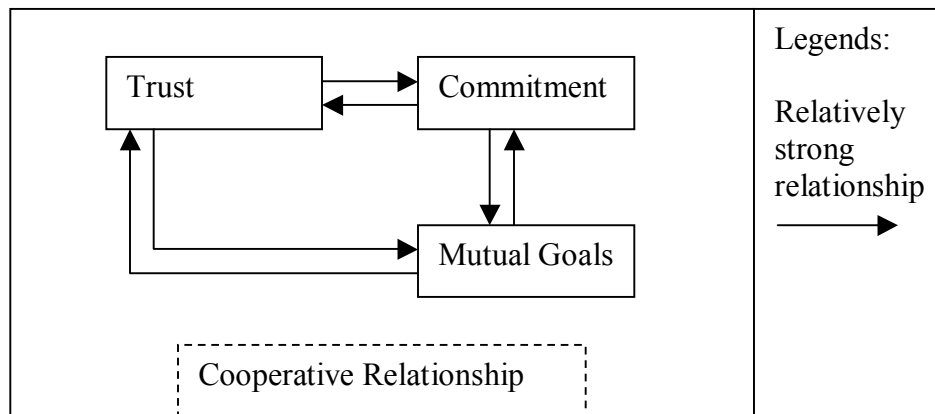 Trust
Commitment
Mutual Goals
Cooperative Relationship
Legends:
Relatively
strong
relationship